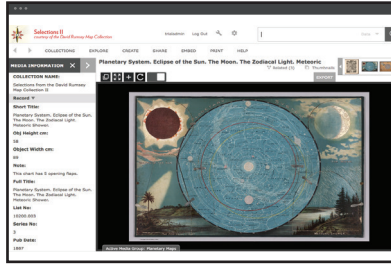 Selections II
courtesy of the David Rumsey Map Collection
Log Out
COLLECTIONS EXPLORE CREATE SHARE EMBED PRINT HELP
MEDIA INFORMATION X
Planetary System. Eclipse of the Sun. The Moon. The Zodiacal Light. Meteoric
Related (3) Thumbnails
EXPORT
COLLECTION NAME:
Selections from the David Rumsey
Map Collection II
Record
Short Title:
Planetary System. Eclipse of the Sun.
The Moon. The Zodiacal Light.
Meteoric Shower.
Obj Height cm:
Object Width cm:
Note:
This chart has 5 opening flaps.
Full Title:
Planetary System. Eclipse of the Sun.
The Moon. The Zodiacal Light.
Meteoric Shower.
List No:
10200.003
Series No:
3
Pub Date:
1887
Active Media Group: Planetary Maps